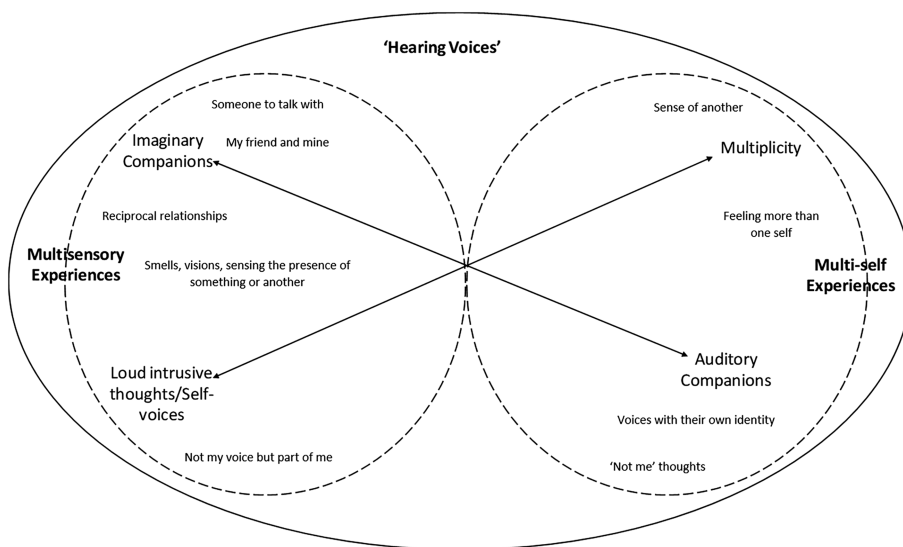 ‘Hearing Voices’
Someone to talk with
My friend and mine
Imaginary
Companions
Reciprocal relationships
Multisensory
Experiences
Smells, visions, sensing the presence of
something or another
Loud intrusive
thoughts/Self-
voices
Not my voice but part of me
Sense of another
Multiplicity
Feeling more than
one self
Multi-self
Experiences
Auditory
Companions
Voices with their own identity
‘Not me’ thoughts